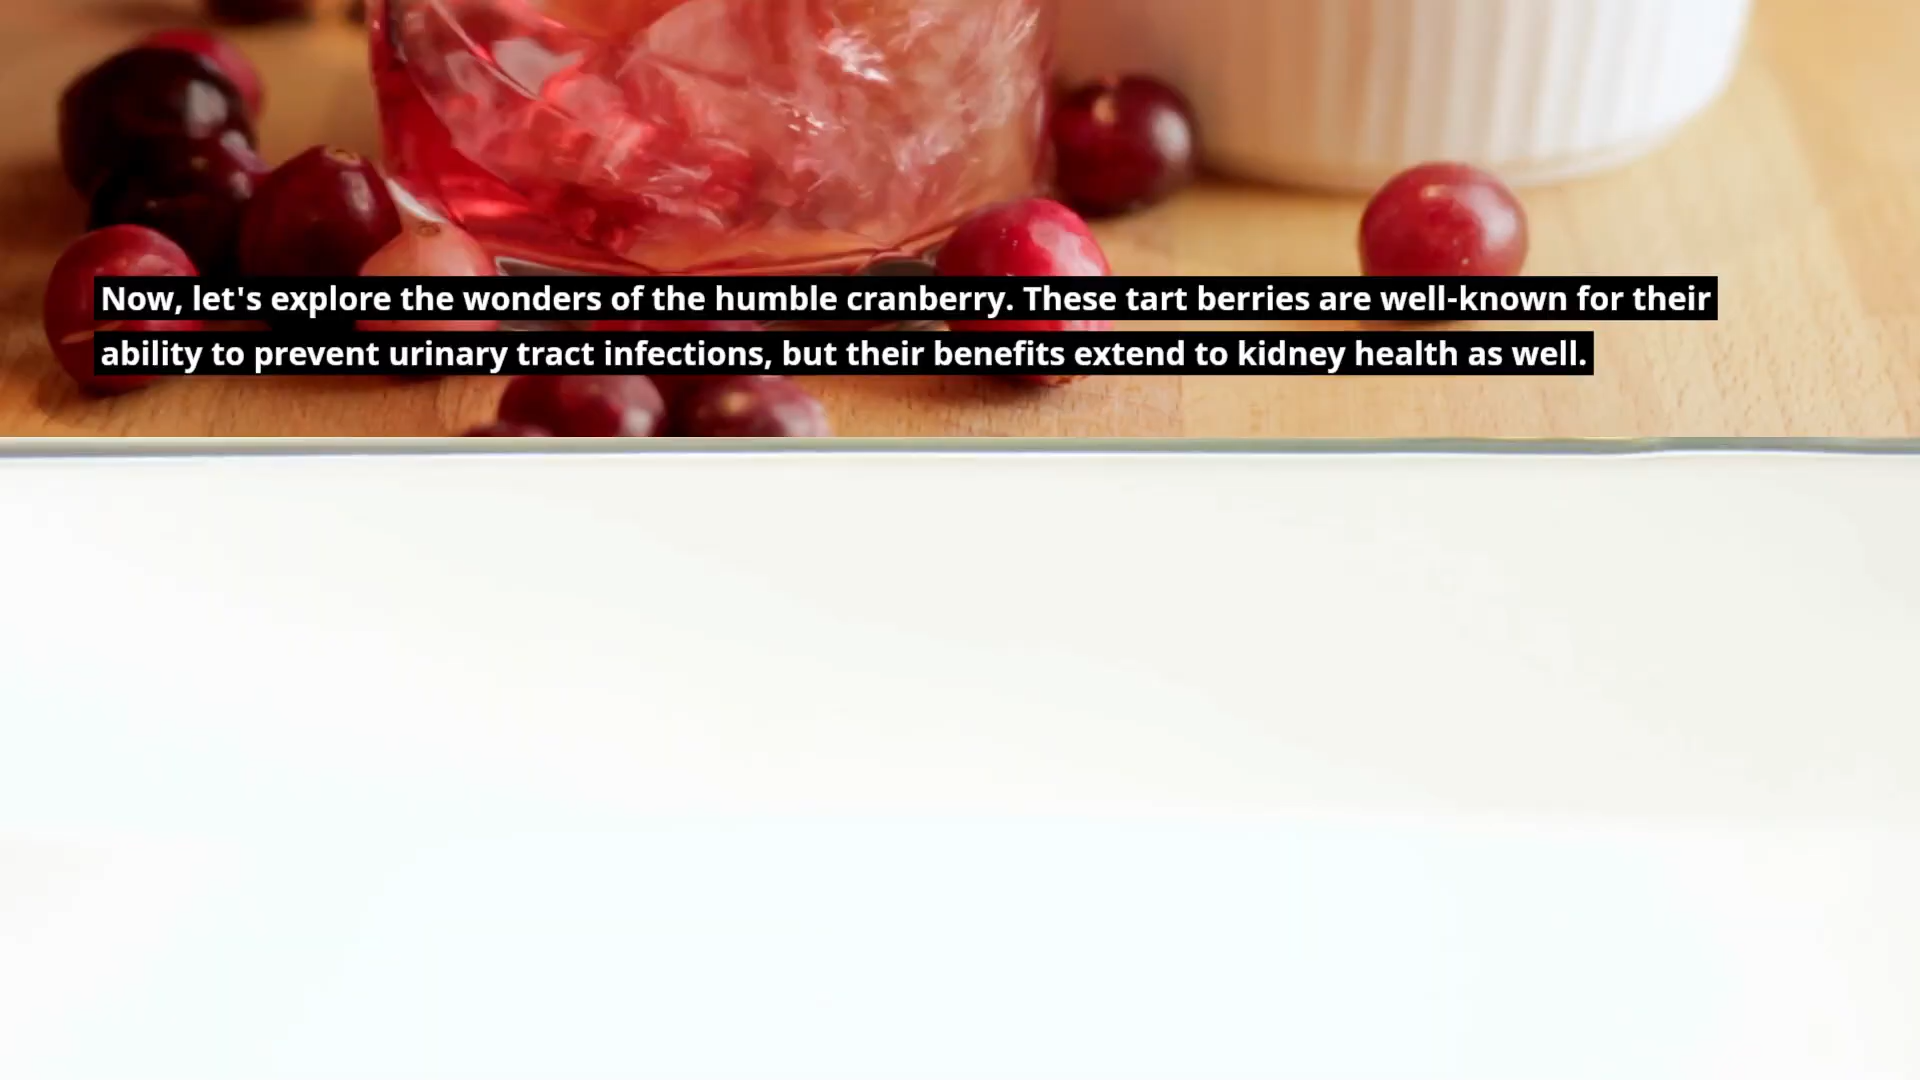 Now, let's explore the wonders of the humble cranberry. These tart berries are well-known for their
ability to prevent urinary tract infections, but their benefits extend to kidney health as well.